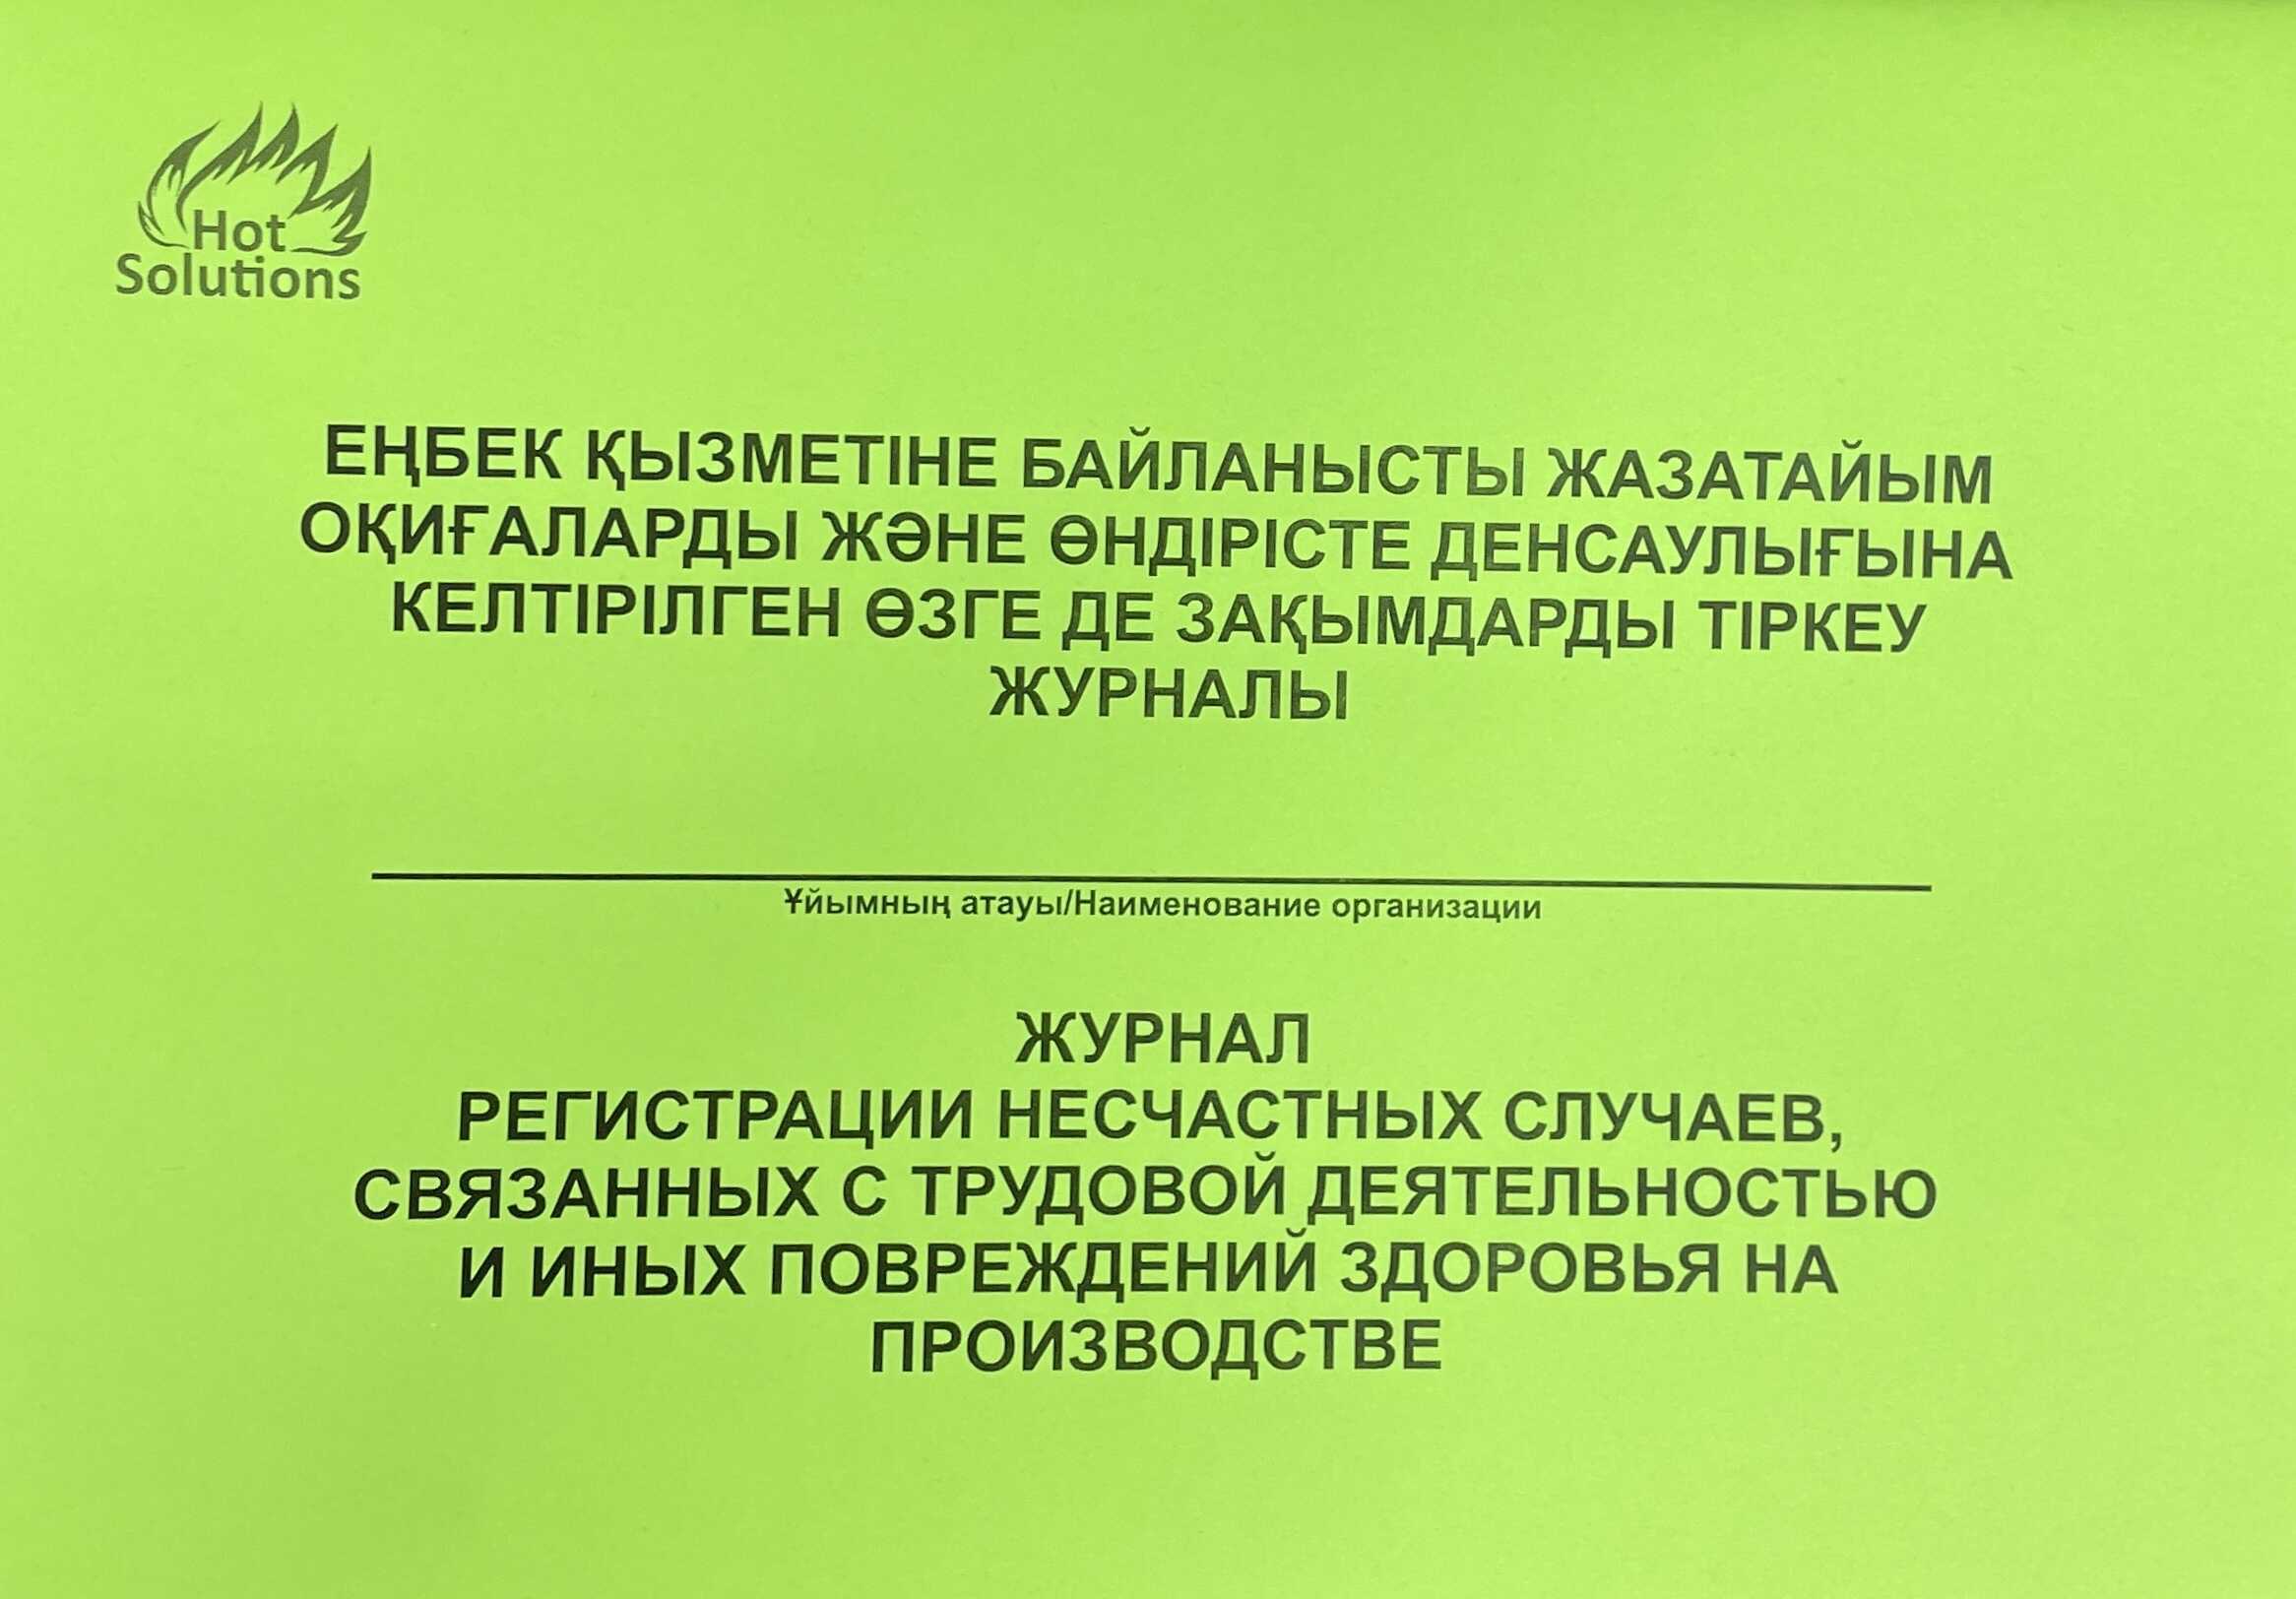 Hot
Solutions
ЕҢБЕК ҚЫЗМЕТІНЕ БАЙЛАНЫСТЫ ЖАЗАТАЙЫМ
ОҚИҒАЛАРДЫ ЖӘНЕ ӨНДІРІСТЕ ДЕНСАУЛЫҒЫНА
КЕЛТІРІЛГЕН ӨЗГЕ ДЕ ЗАҚЫМДАРДЫ ТІРКЕУ
ЖУРНАЛЫ
Ұйымның атауы/Наименование организации
ЖУРНАЛ
РЕГИСТРАЦИИ НЕСЧАСТНЫХ СЛУЧАЕВ,
СВЯЗАННЫХ С ТРУДОВОЙ ДЕЯТЕЛЬНОСТЬЮ
И ИНЫХ ПОВРЕЖДЕНИЙ ЗДОРОВЬЯ НА
ПРОИЗВОДСТВЕ